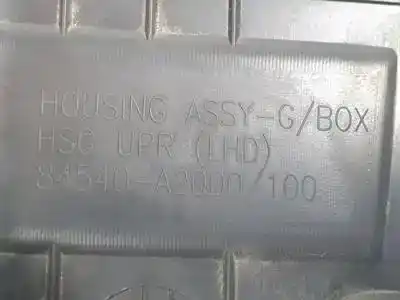 HOUSING ASSY-G/BOX
HSG UPR (LHD)
84540-A2000/100